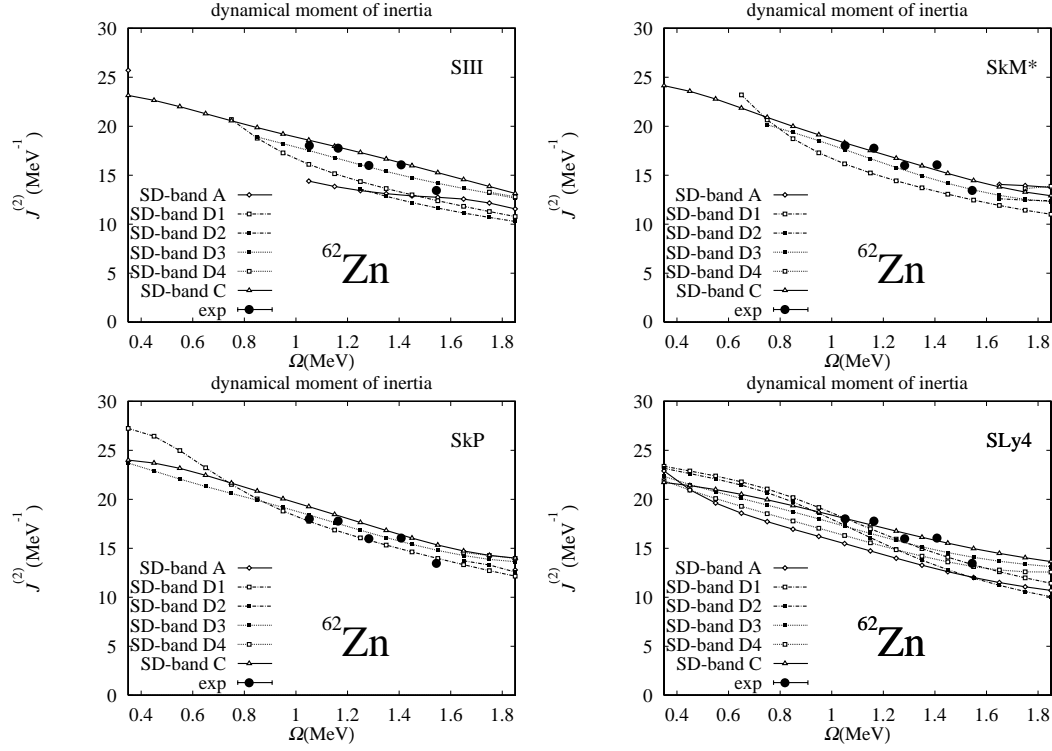 dynamical moment of inertia
30
25
20
15
10
5
0
J(2)(MeV-1)
SIII
SD-band A
SD-band D1
SD-band D2
SD-band D3
SD-band D4
SD-band C
exp
62Zn
0.4 0.6 0.8 1 1.2 1.4 1.6 1.8
Ω(MeV)
dynamical moment of inertia
30
25
20
15
10
5
0
J(2)(MeV-1)
SkM*
SD-band A
SD-band D1
SD-band D2
SD-band D3
SD-band D4
SD-band C
exp
62Zn
0.4 0.6 0.8 1 1.2 1.4 1.6 1.8
Ω(MeV)
dynamical moment of inertia
30
25
20
15
10
5
0
J(2)(MeV-1)
SkP
SD-band A
SD-band D1
SD-band D2
SD-band D3
SD-band D4
SD-band C
exp
62Zn
0.4 0.6 0.8 1 1.2 1.4 1.6 1.8
Ω(MeV)
dynamical moment of inertia
30
25
20
15
10
5
0
J(2)(MeV-1)
SLy4
SD-band A
SD-band D1
SD-band D2
SD-band D3
SD-band D4
SD-band C
exp
62Zn
0.4 0.6 0.8 1 1.2 1.4 1.6 1.8
Ω(MeV)